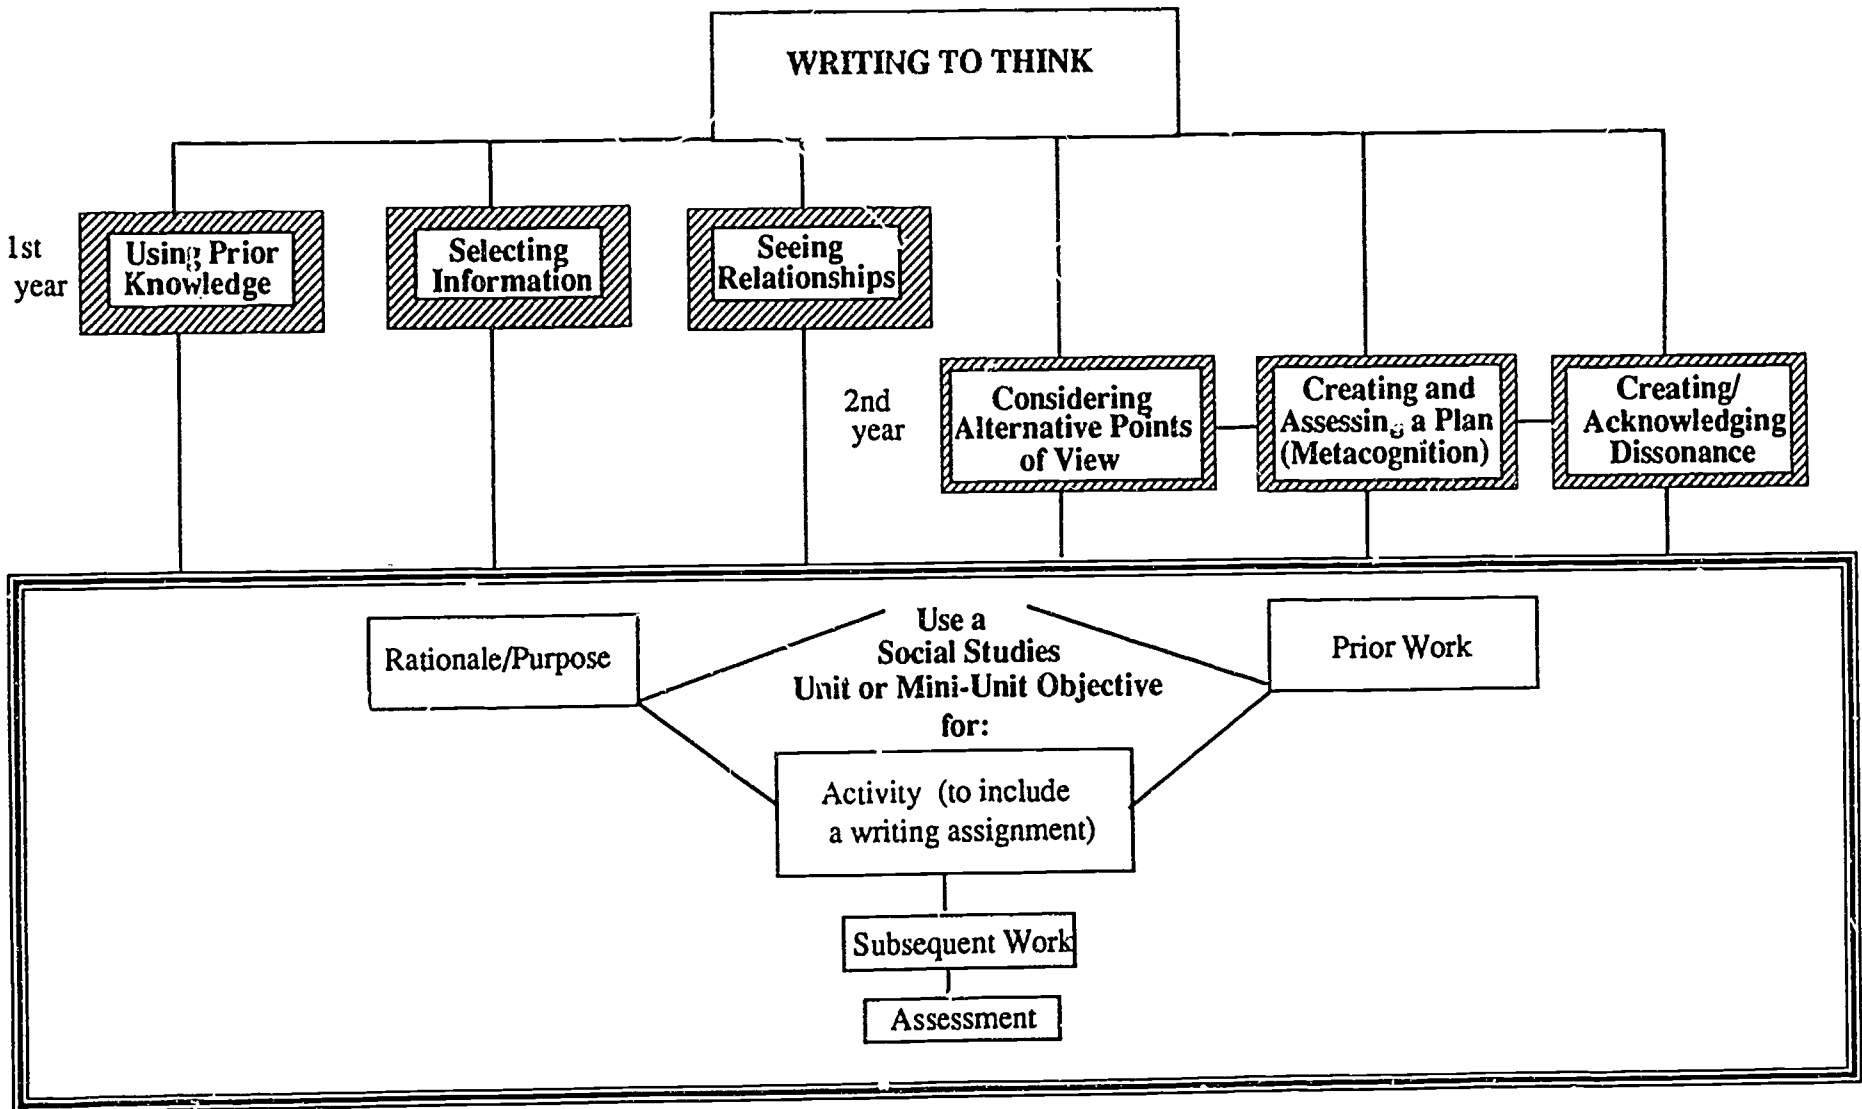 WRITING TO THINK
1st
year
Using Prior
Knowledge
Selecting
Information
Seeing
Relationships
2nd
year
Considering
Alternative Points
of View
Creating and
Assessing a Plan
(Metacognition)
Creating/
Acknowledging
Dissonance
Rationale/Purpose
Use a
Social Studies
Unit or Mini-Unit Objective
for:
Prior Work
Activity (to include
a writing assignment)
Subsequent Work
Assessment